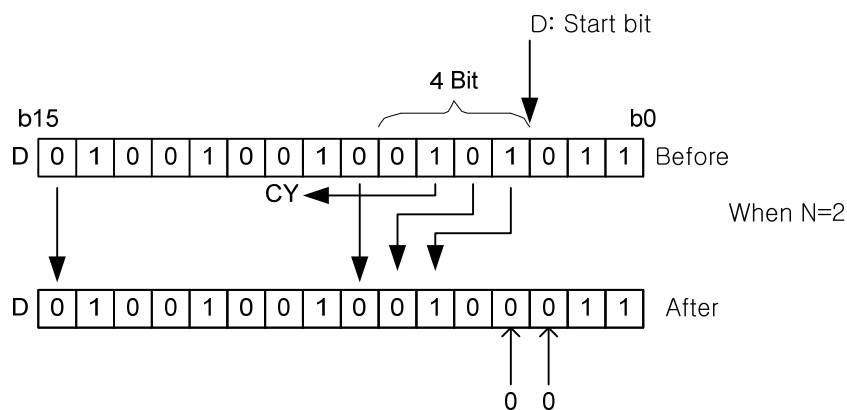 D: Start bit
4 Bit
b15 b0
D 0 1 0 0 1 0 0 1 0 0 1 0 1 0 1 1 Before
CY
When N=2
D 0 1 0 0 1 0 0 1 0 0 1 0 0 0 1 1 After
0 0